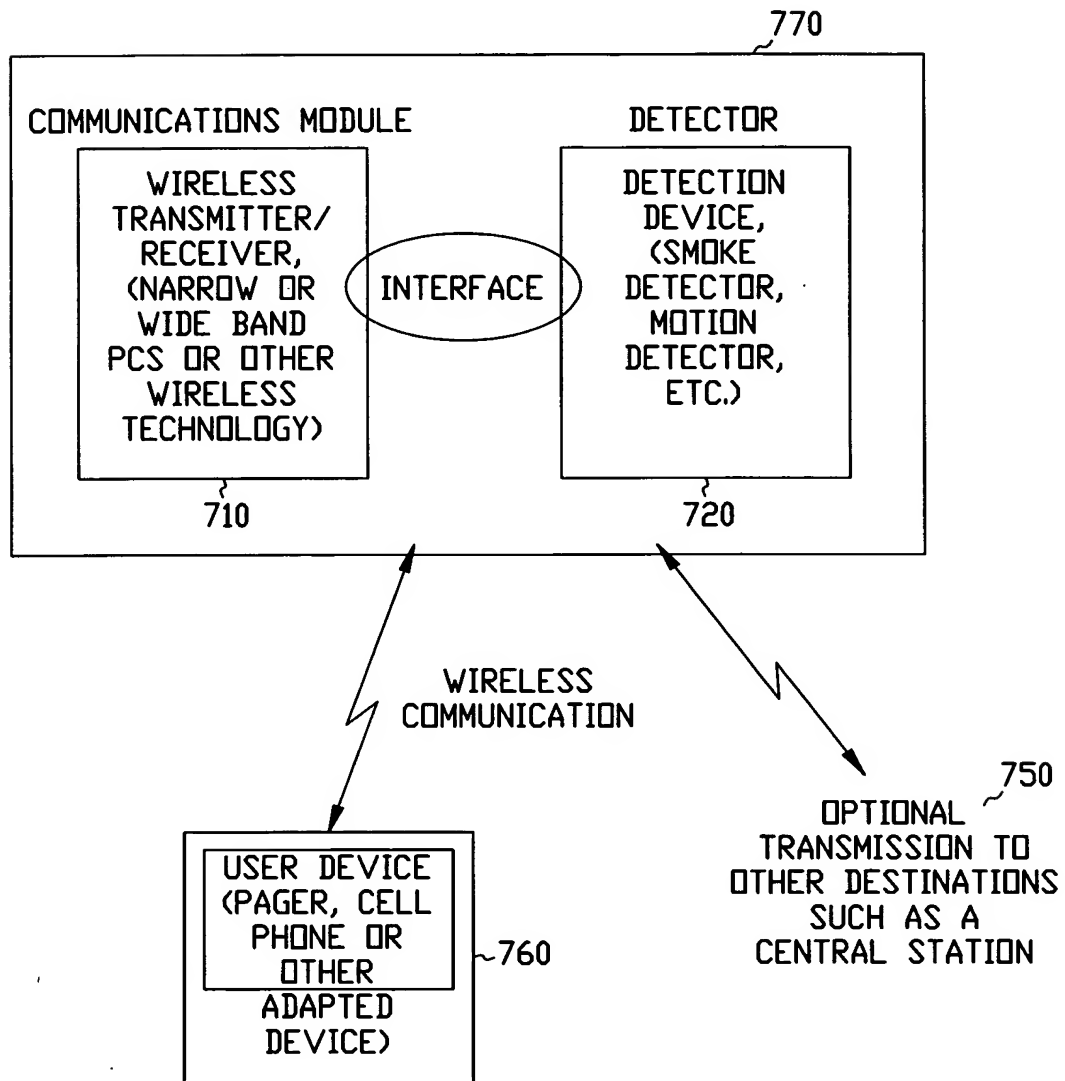 770
COMMUNICATIONS MODULE
DETECTOR
WIRELESS
TRANSMITTER/
RECEIVER,
(NARROW OR
WIDE BAND
PCS OR OTHER
WIRELESS
TECHNOLOGY)
INTERFACE
DETECTION
DEVICE,
(SMOKE
DETECTOR,
MOTION
DETECTOR,
ETC.)
710
720
WIRELESS
COMMUNICATION
750
OPTIONAL
TRANSMISSION TO
OTHER DESTINATIONS
SUCH AS A
CENTRAL STATION
USER DEVICE
(PAGER, CELL
PHONE OR
OTHER
ADAPTED
DEVICE)
760